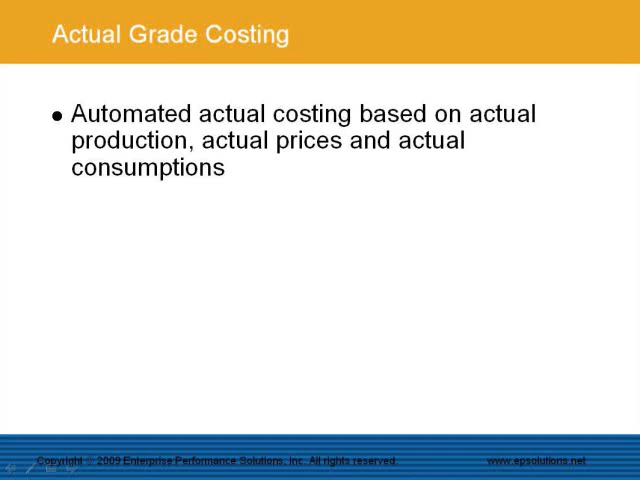 Actual Grade Costing
● Automated actual costing based on actual
production, actual prices and actual
consumptions
Copyright © 2009 Enterprise Performance Solutions, Inc. All rights reserved. www.epsolutions.net